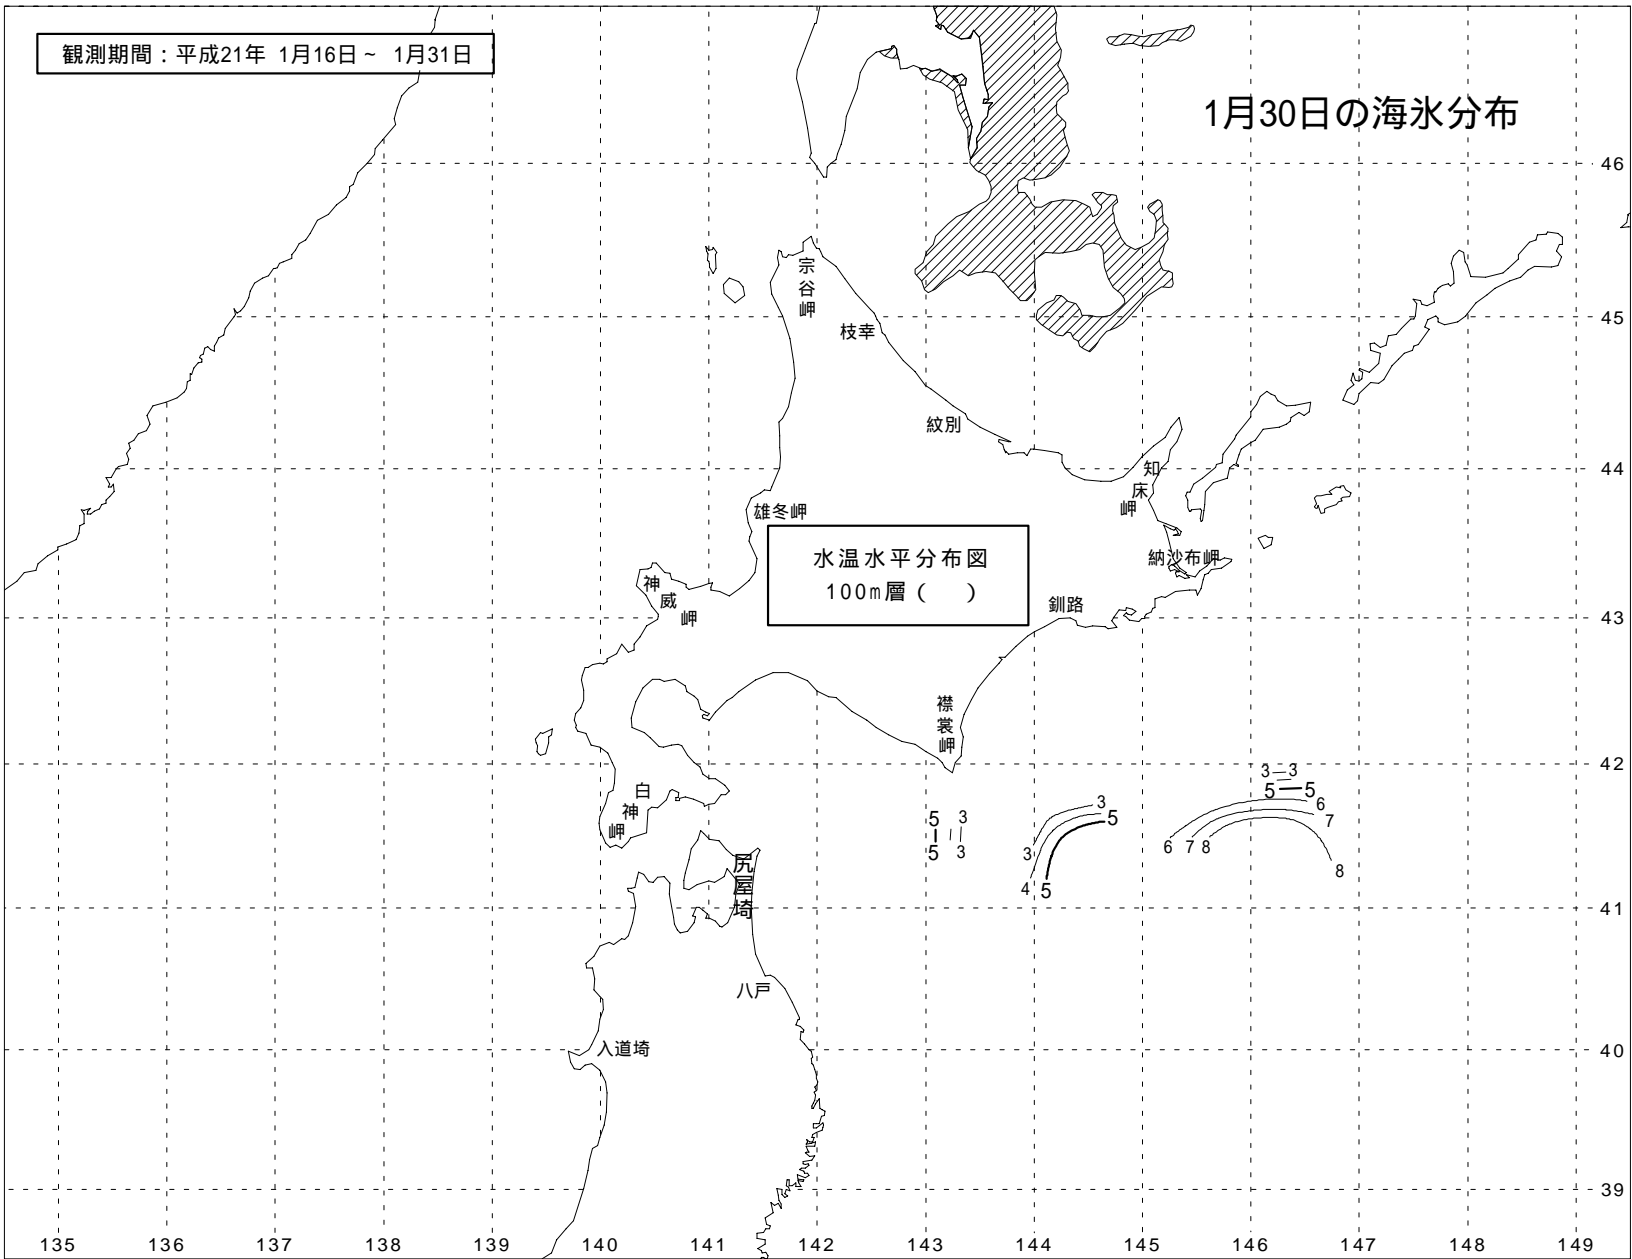 観測期間：平成21年 1月16日～ 1月31日
1月30日の海氷分布
46
宗谷岬
45
枝幸
紋別
44
知床岬
雄冬岬
水温水平分布図
100m層（　）
納沙布岬
神威岬
釧路
43
襟裳岬
42
3 3
5 5
白神岬
5 3
5 3
3
5
3
4 5
6
7
6 7 8
8
尻屋埼
41
八戸
入道埼
40
39
135 136 137 138 139 140 141 142 143 144 145 146 147 148 149